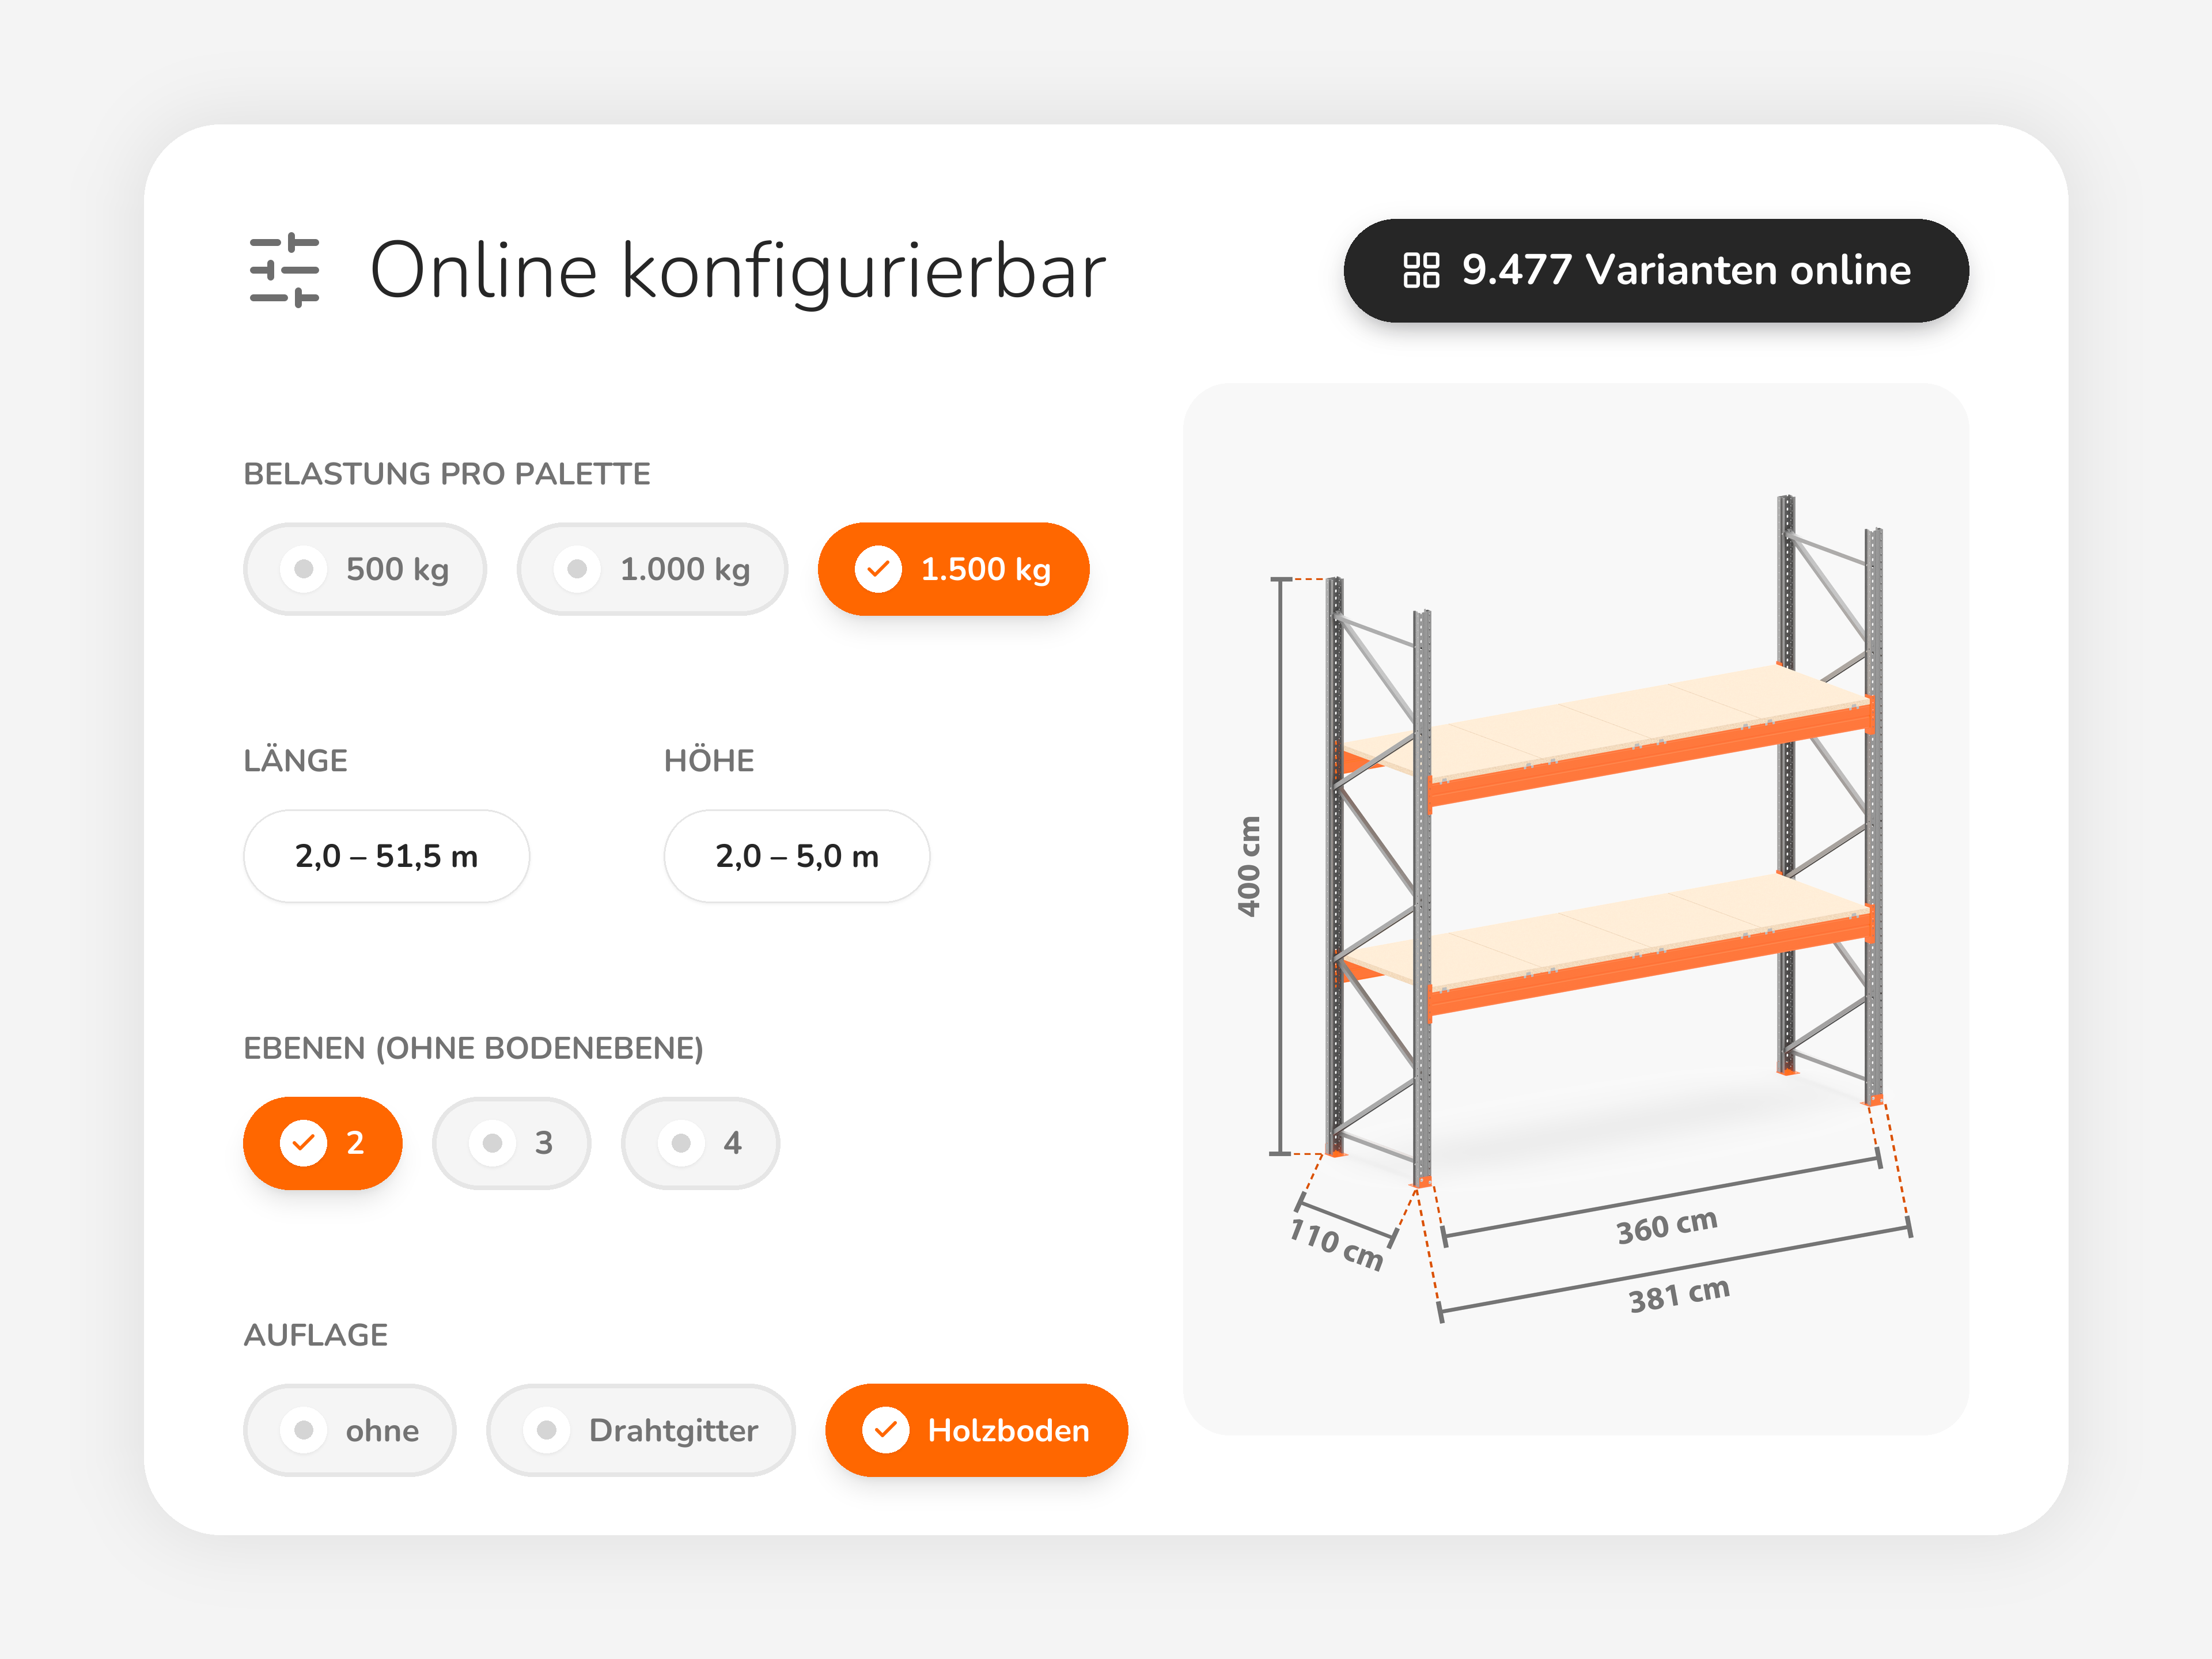 Online konfigurierbar
9.477 Varianten online
BELASTUNG PRO PALETTE
500 kg
1.000 kg
1.500 kg
LÄNGE
HÖHE
2,0 – 51,5 m
2,0 – 5,0 m
EBENEN (OHNE BODENEBENE)
2
3
4
AUFLAGE
ohne
Drahtgitter
Holzboden
400 cm
110 cm
360 cm
381 cm